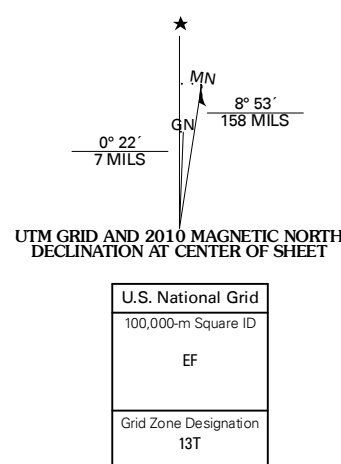 MN
8° 53´
158 MILS
GN
0° 22´
7 MILS
UTM GRID AND 2010 MAGNETIC NORTH
DECLINATION AT CENTER OF SHEET
U.S. National Grid
100,000-m Square ID
EF
Grid Zone Designation
13T